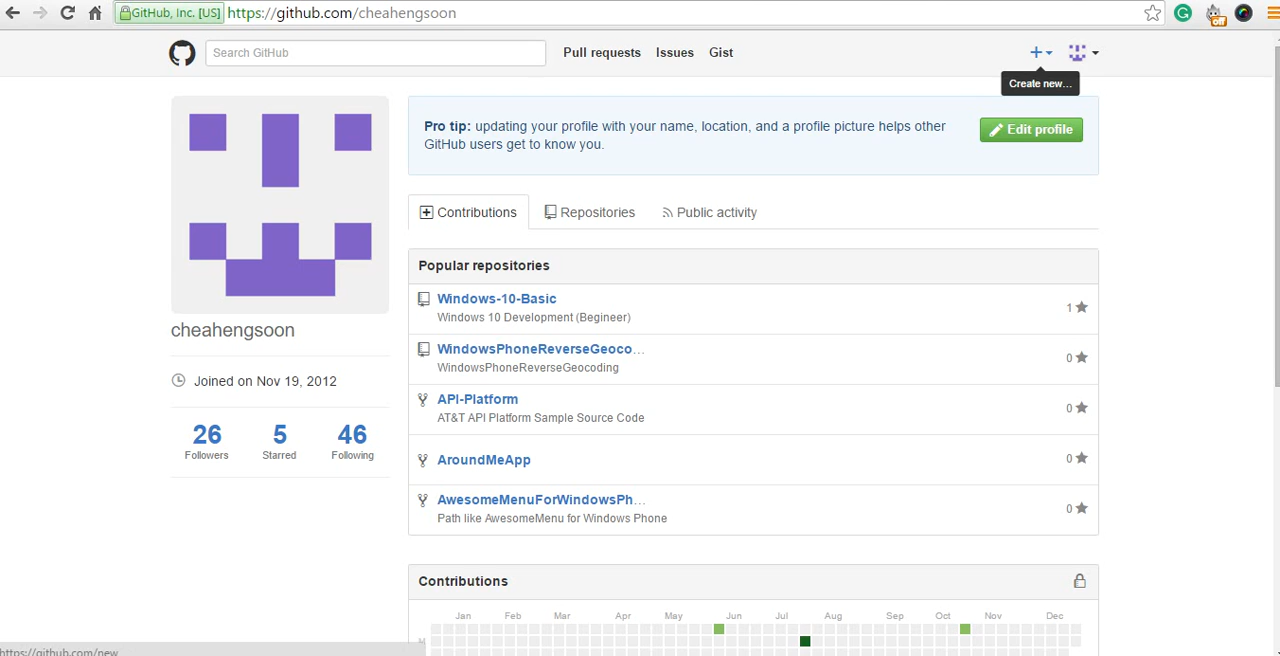 GitHub, Inc. [US] https://github.com/cheahengsoon
Search GitHub
Pull requests Issues Gist
Create new...
Pro tip: updating your profile with your name, location, and a profile picture helps other
GitHub users get to know you.
Edit profile
Contributions Repositories Public activity
Popular repositories
Windows-10-Basic
Windows 10 Development (Begineer)
1
WindowsPhoneReverseGeoco...
WindowsPhoneReverseGeocoding
0
API-Platform
AT&T API Platform Sample Source Code
0
AroundMeApp
0
AwesomeMenuForWindowsPh...
Path like AwesomeMenu for Windows Phone
0
cheahengsoon
Joined on Nov 19, 2012
26 5 46
Followers Starred Following
Contributions
Jan Feb Mar Apr May Jun Jul Aug Sep Oct Nov Dec
M
https://github.com/new
off